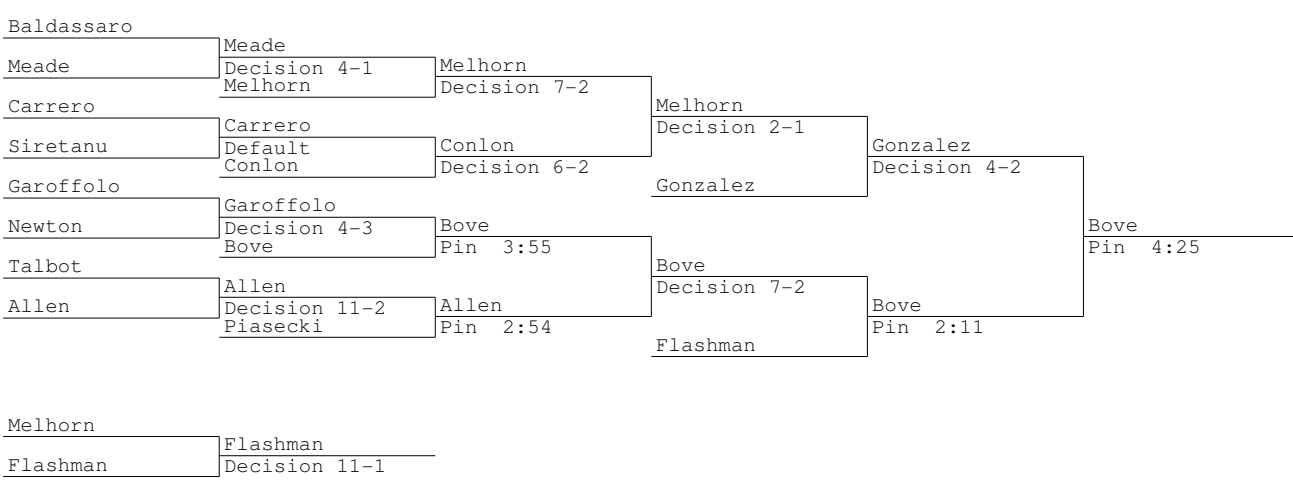 Baldassaro
Meade
Meade
Decision 4-1
Melhorn
Melhorn
Decision 7-2
Carrero
Melhorn
Decision 2-1
Carrero
Siretanu
Default
Conlon
Conlon
Decision 6-2
Gonzalez
Decision 4-2
Garoffolo
Gonzalez
Garoffolo
Newton
Decision 4-3
Bove
Bove
Pin 3:55
Bove
Pin 4:25
Talbot
Bove
Decision 7-2
Allen
Allen
Decision 11-2
Piasecki
Allen
Pin 2:54
Bove
Pin 2:11
Flashman
Melhorn
Flashman
Flashman
Decision 11-1